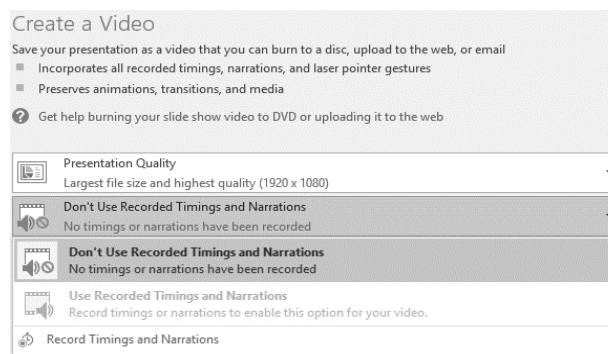 Create a Video
Save your presentation as a video that you can burn to a disc, upload to the web, or email
Incorporates all recorded timings, narrations, and laser pointer gestures
Preserves animations, transitions, and media
Get help burning your slide show video to DVD or uploading it to the web
Presentation Quality
Largest file size and highest quality (1920 x 1080)
Don't Use Recorded Timings and Narrations
No timings or narrations have been recorded
Don't Use Recorded Timings and Narrations
No timings or narrations have been recorded
Use Recorded Timings and Narrations
Record timings or narrations to enable this option for your video.
Record Timings and Narrations